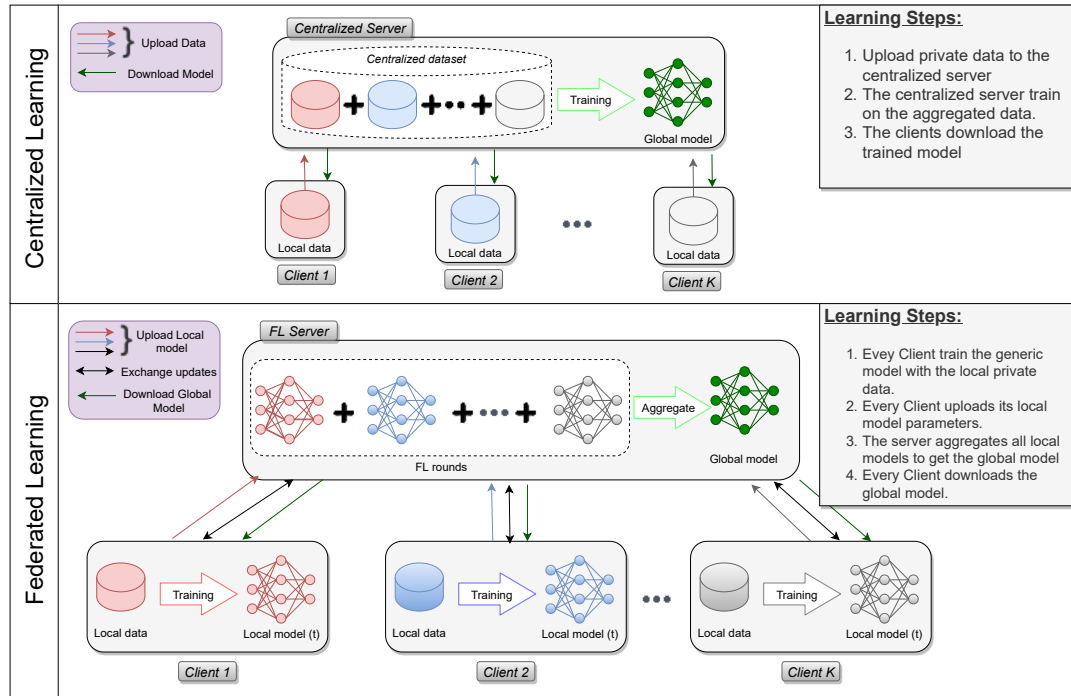 Centralized Learning
Upload Data
Download Model
Centralized Server
Centralized dataset
Training
Global model
Local data
Client 1
Local data
Client 2
Local data
Client K
Learning Steps:
1. Upload private data to the
centralized server
2. The centralized server train
on the aggregated data.
3. The clients download the
trained model
Federated Learning
Upload Local
model
Exchange updates
Download Global
Model
FL Server
FL rounds
Aggregate
Global model
Local data
Training
Local model (t)
Client 1
Local data
Training
Local model (t)
Client 2
Local data
Training
Local model (t)
Client K
Learning Steps:
1. Evey Client train the generic
model with the local private
data.
2. Every Client uploads its local
model parameters.
3. The server aggregates all local
models to get the global model
4. Every Client downloads the
global model.